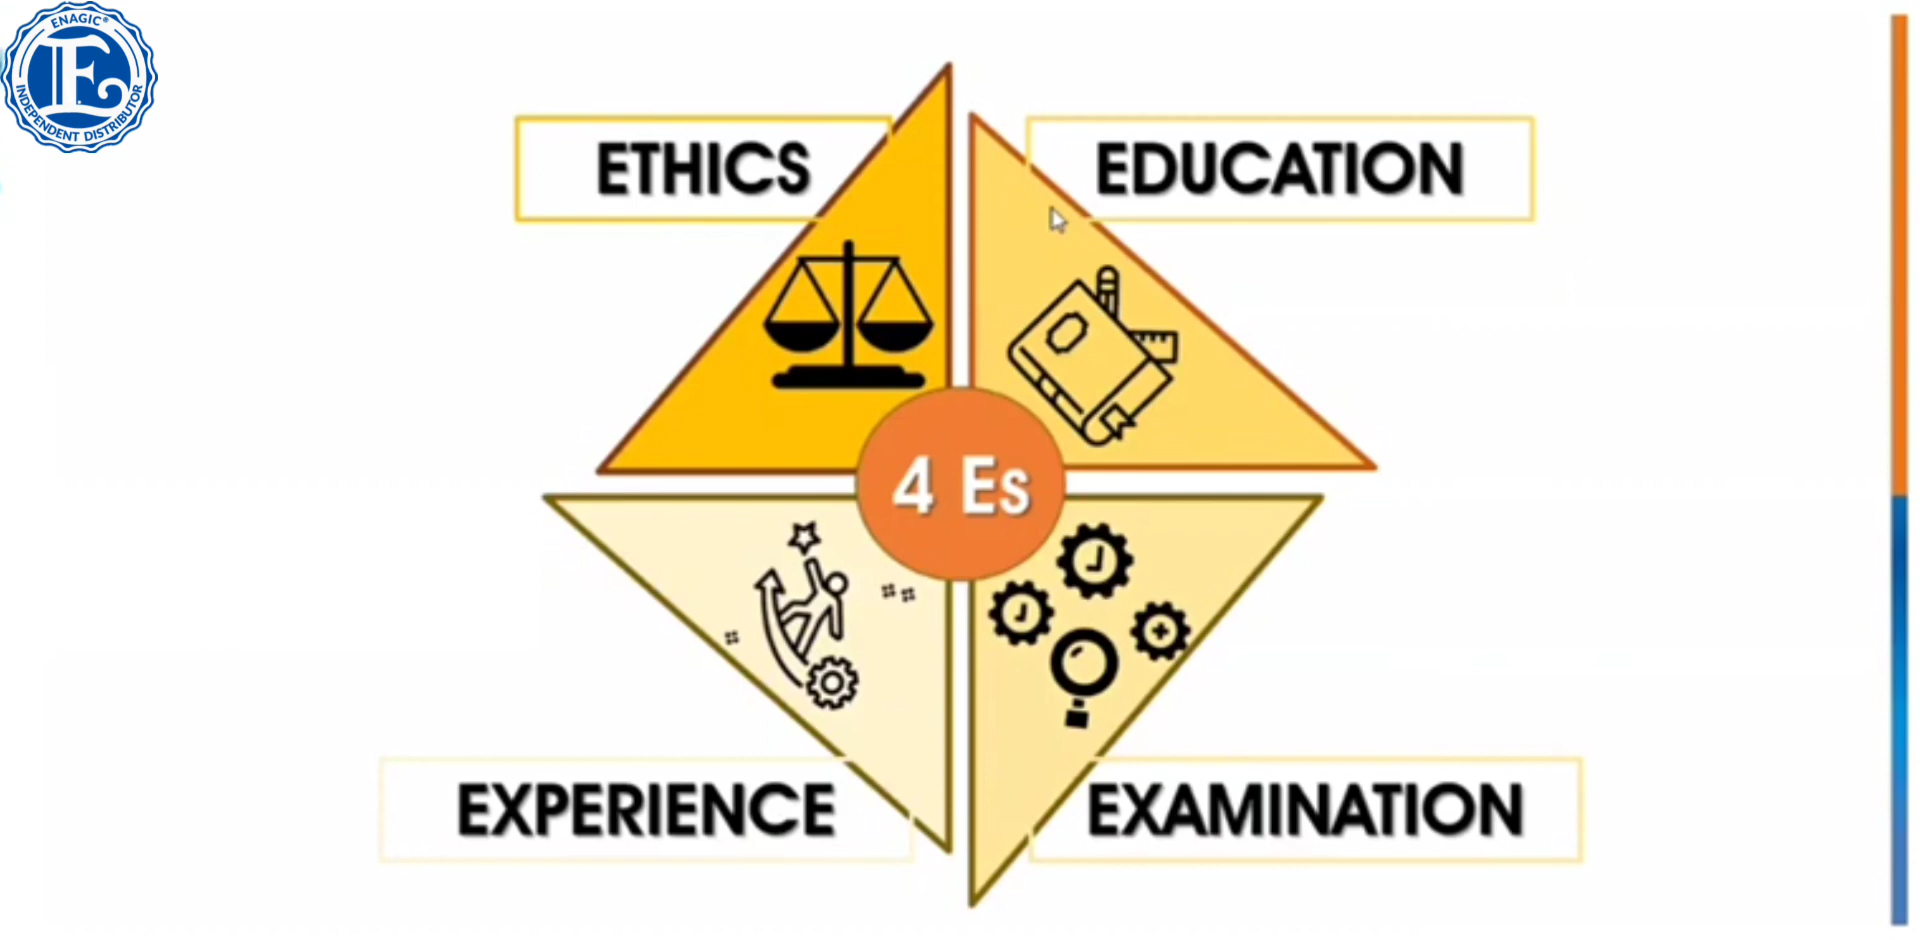 ENAGIC®
E
INDEPENDENT DISTRIBUTOR
ETHICS
EDUCATION
4 Es
EXPERIENCE
EXAMINATION